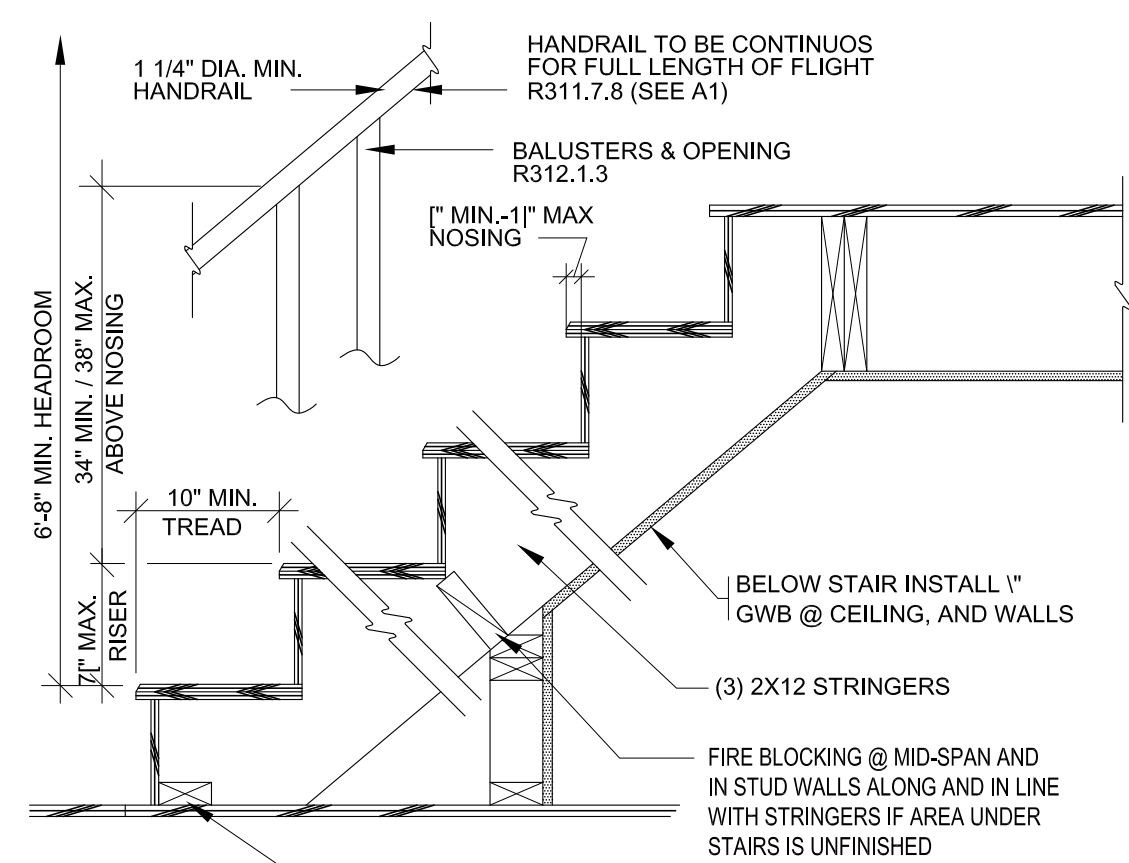 1 1/4" DIA. MIN.
HANDRAIL
HANDRAIL TO BE CONTINUOS
FOR FULL LENGTH OF FLIGHT
R311.7.8 (SEE A1)
BALUSTERS & OPENING
R312.1.3
[" MIN.-1|" MAX
NOSING
6'-8" MIN. HEADROOM
34" MIN. / 38" MAX.
ABOVE NOSING
10" MIN.
TREAD
7[" MAX.
RISER
BELOW STAIR INSTALL \"
GWB @ CEILING, AND WALLS
(3) 2X12 STRINGERS
FIRE BLOCKING @ MID-SPAN AND
IN STUD WALLS ALONG AND IN LINE
WITH STRINGERS IF AREA UNDER
STAIRS IS UNFINISHED